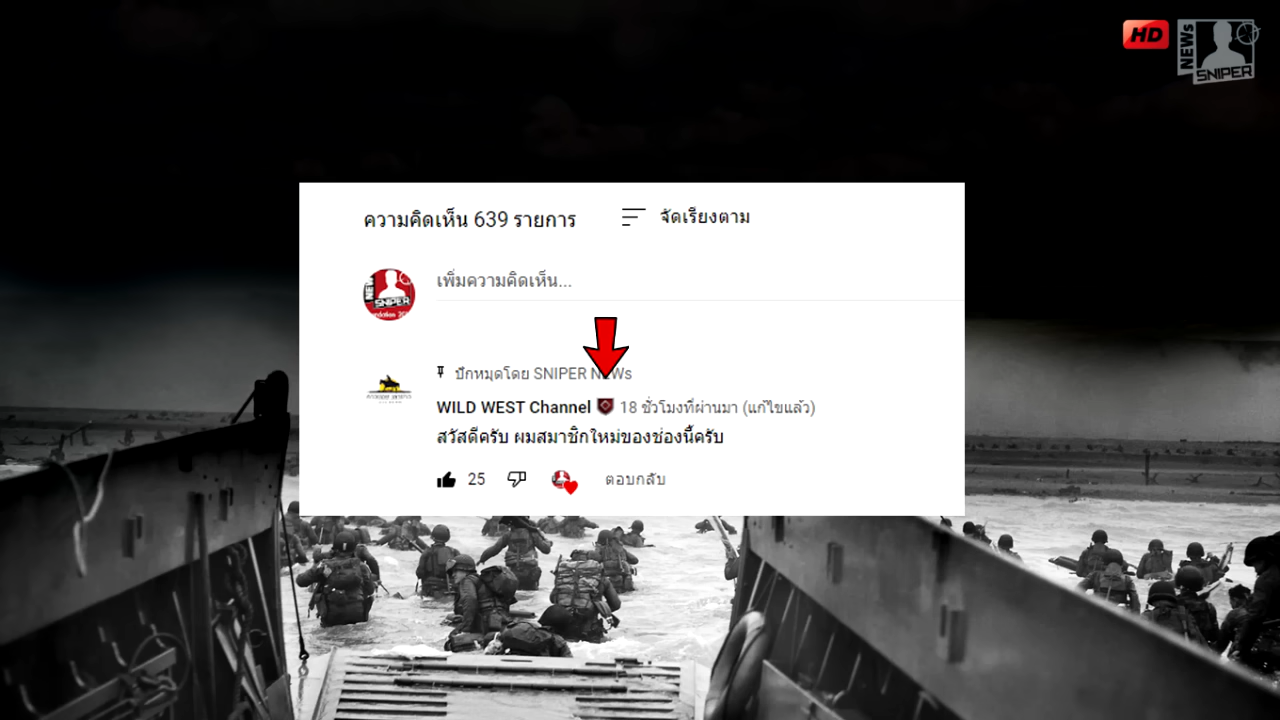 HD
NEWs
SNIPER
ความคิดเห็น 639 รายการ
จัดเรียงตาม
NEW
SNIPER
เพิ่มความคิดเห็น...
ปักหมุดโดย SNIPER NEWs
WILD WEST Channel 18 ชั่วโมงที่ผ่านมา (แก้ไขแล้ว)
สวัสดีครับ ผมสมาชิกใหม่ของช่องนี้ครับ
25
ตอบกลับ